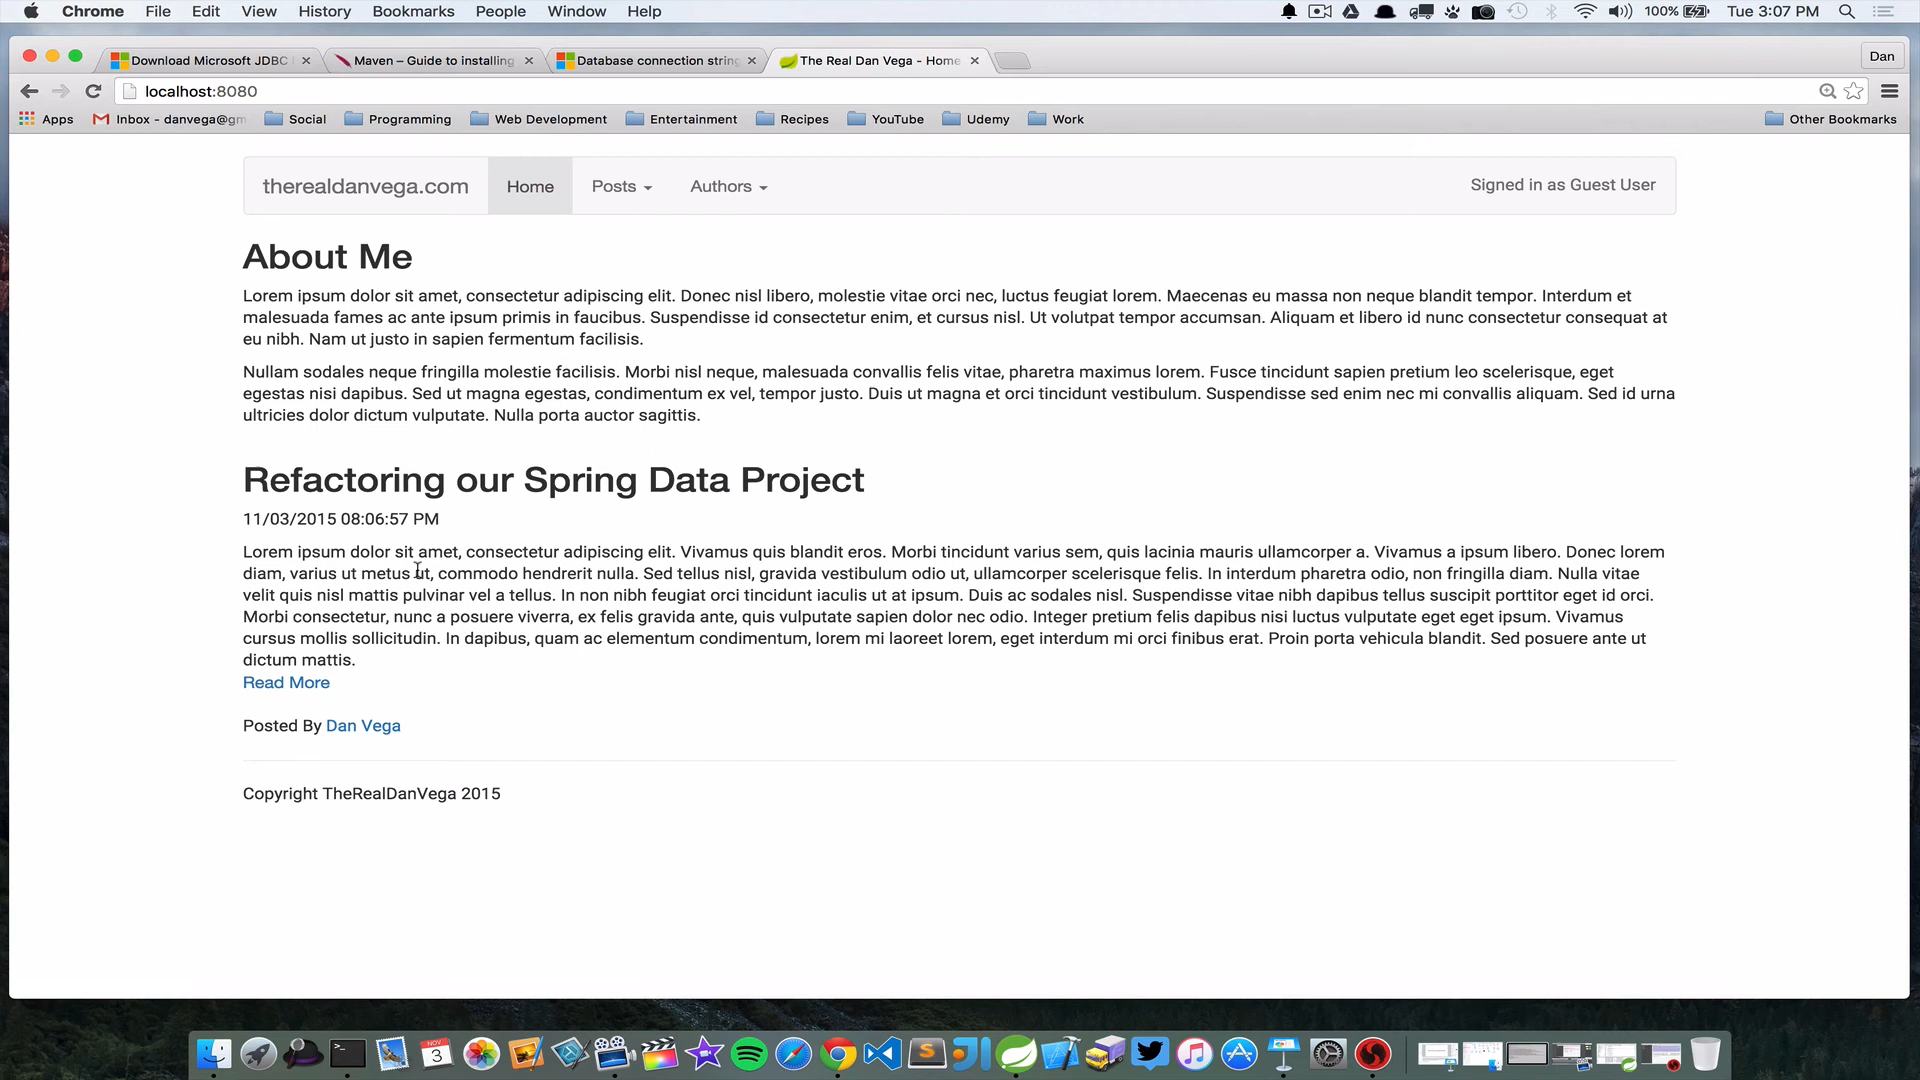 Chrome File Edit View History Bookmarks People Window Help 100% Tue 3:07 PM
Download Microsoft JDBC Maven – Guide to installing Database connection string The Real Dan Vega - Home Dan
localhost:8080
Apps Inbox - danvega@gm Social Programming Web Development Entertainment Recipes YouTube Udemy Work Other Bookmarks
therealdanvega.com Home Posts Authors Signed in as Guest User
About Me
Lorem ipsum dolor sit amet, consectetur adipiscing elit. Donec nisl libero, molestie vitae orci nec, luctus feugiat lorem. Maecenas eu massa non neque blandit tempor. Interdum et
malesuada fames ac ante ipsum primis in faucibus. Suspendisse id consectetur enim, et cursus nisl. Ut volutpat tempor accumsan. Aliquam et libero id nunc consectetur consequat at
eu nibh. Nam ut justo in sapien fermentum facilisis.
Nullam sodales neque fringilla molestie facilisis. Morbi nisl neque, malesuada convallis felis vitae, pharetra maximus lorem. Fusce tincidunt sapien pretium leo scelerisque, eget
egestas nisi dapibus. Sed ut magna egestas, condimentum ex vel, tempor justo. Duis ut magna et orci tincidunt vestibulum. Suspendisse sed enim nec mi convallis aliquam. Sed id urna
ultricies dolor dictum vulputate. Nulla porta auctor sagittis.
Refactoring our Spring Data Project
11/03/2015 08:06:57 PM
Lorem ipsum dolor sit amet, consectetur adipiscing elit. Vivamus quis blandit eros. Morbi tincidunt varius sem, quis lacinia mauris ullamcorper a. Vivamus a ipsum libero. Donec lorem
diam, varius ut metus ut, commodo hendrerit nulla. Sed tellus nisl, gravida vestibulum odio ut, ullamcorper scelerisque felis. In interdum pharetra odio, non fringilla diam. Nulla vitae
velit quis nisl mattis pulvinar vel a tellus. In non nibh feugiat orci tincidunt iaculis ut at ipsum. Duis ac sodales nisl. Suspendisse vitae nibh dapibus tellus suscipit porttitor eget id orci.
Morbi consectetur, nunc a posuere viverra, ex felis gravida ante, quis vulputate sapien dolor nec odio. Integer pretium felis dapibus nisi luctus vulputate eget eget ipsum. Vivamus
cursus mollis sollicitudin. In dapibus, quam ac elementum condimentum, lorem mi laoreet lorem, eget interdum mi orci finibus erat. Proin porta vehicula blandit. Sed posuere ante ut
dictum mattis.
Read More
Posted By Dan Vega
Copyright TheRealDanVega 2015
NOV
3